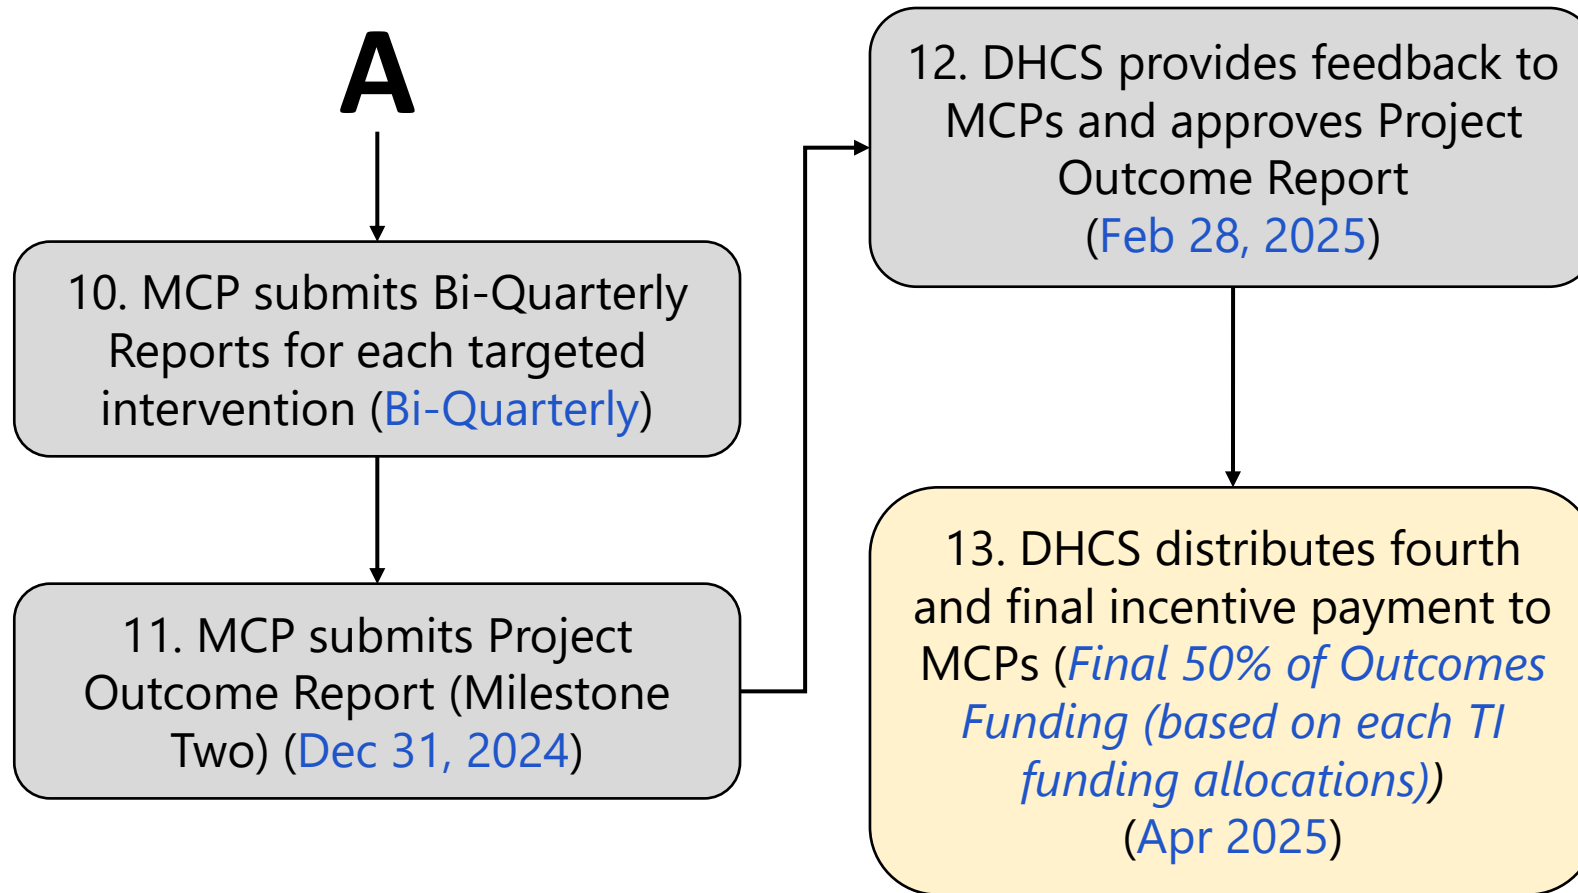 A
10. MCP submits Bi-Quarterly
Reports for each targeted
intervention (Bi-Quarterly)
11. MCP submits Project
Outcome Report (Milestone
Two) (Dec 31, 2024)
12. DHCS provides feedback to
MCPs and approves Project
Outcome Report
(Feb 28, 2025)
13. DHCS distributes fourth
and final incentive payment to
MCPs (Final 50% of Outcomes
Funding (based on each TI
funding allocations))
(Apr 2025)